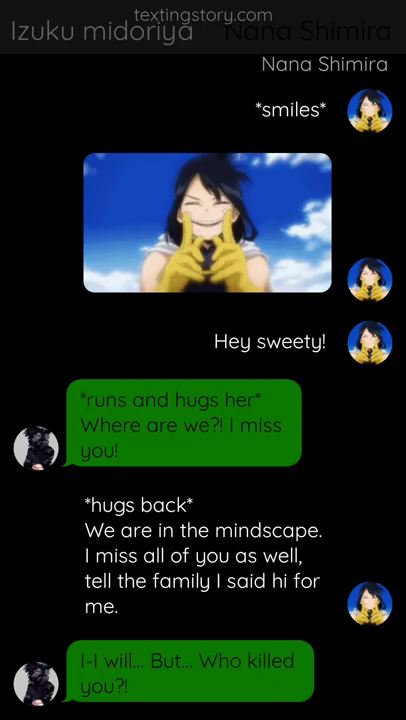 textingstory.com
Izuku midoriya
Nana Shimira
Nana Shimira
*smiles*
Hey sweety!
*runs and hugs her*
Where are we?! I miss
you!
*hugs back*
We are in the mindscape.
I miss all of you as well,
tell the family I said hi for
me.
I-I will... But... Who killed
you?!